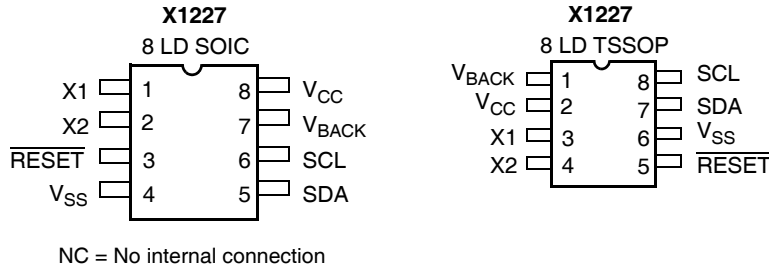 X1227
8 LD SOIC
X1 1 8 VCC
X2 2 7 VBACK
RESET 3 6 SCL
VSS 4 5 SDA
NC = No internal connection
X1227
8 LD TSSOP
VBACK 1 8 SCL
VCC 2 7 SDA
X1 3 6 VSS
X2 4 5 RESET